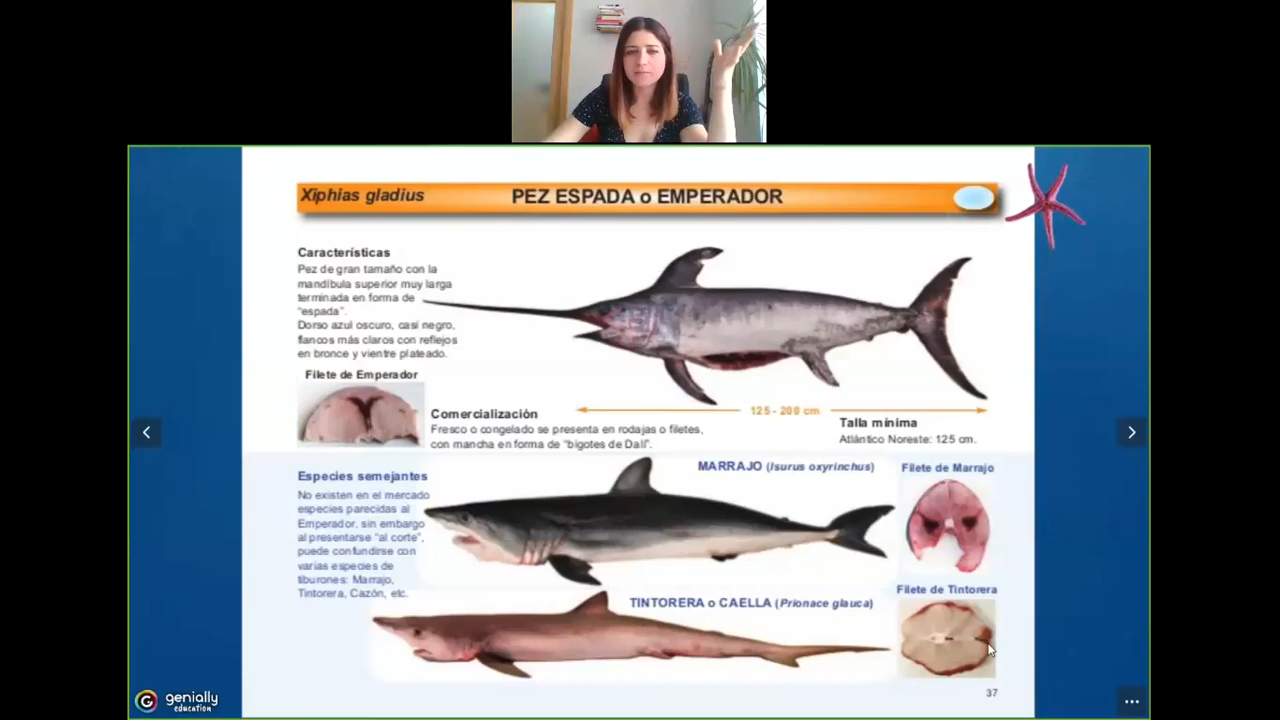 Xiphias gladius
PEZ ESPADA o EMPERADOR
Características
Pez de gran tamaño con la
mandíbula superior muy larga
terminada en forma de
“espada”.
Dorso azul oscuro, casi negro,
flancos más claros con reflejos
en bronce y vientre plateado.
Filete de Emperador
Comercialización
Fresco o congelado se presenta en rodajas o filetes,
con mancha en forma de “bigotes de Dalí”.
125 - 200 cm
Talla mínima
Atlántico Noreste: 125 cm.
Especies semejantes
No existen en el mercado
especies parecidas al
Emperador, sin embargo
al presentarse “al corte”,
puede confundirse con
varias especies de
tiburones: Marrajo,
Tintorera, Cazón, etc.
MARRAJO (Isurus oxyrinchus)
Filete de Marrajo
TINTORERA o CAELLA (Prionace glauca)
Filete de Tintorera
37
genially
education